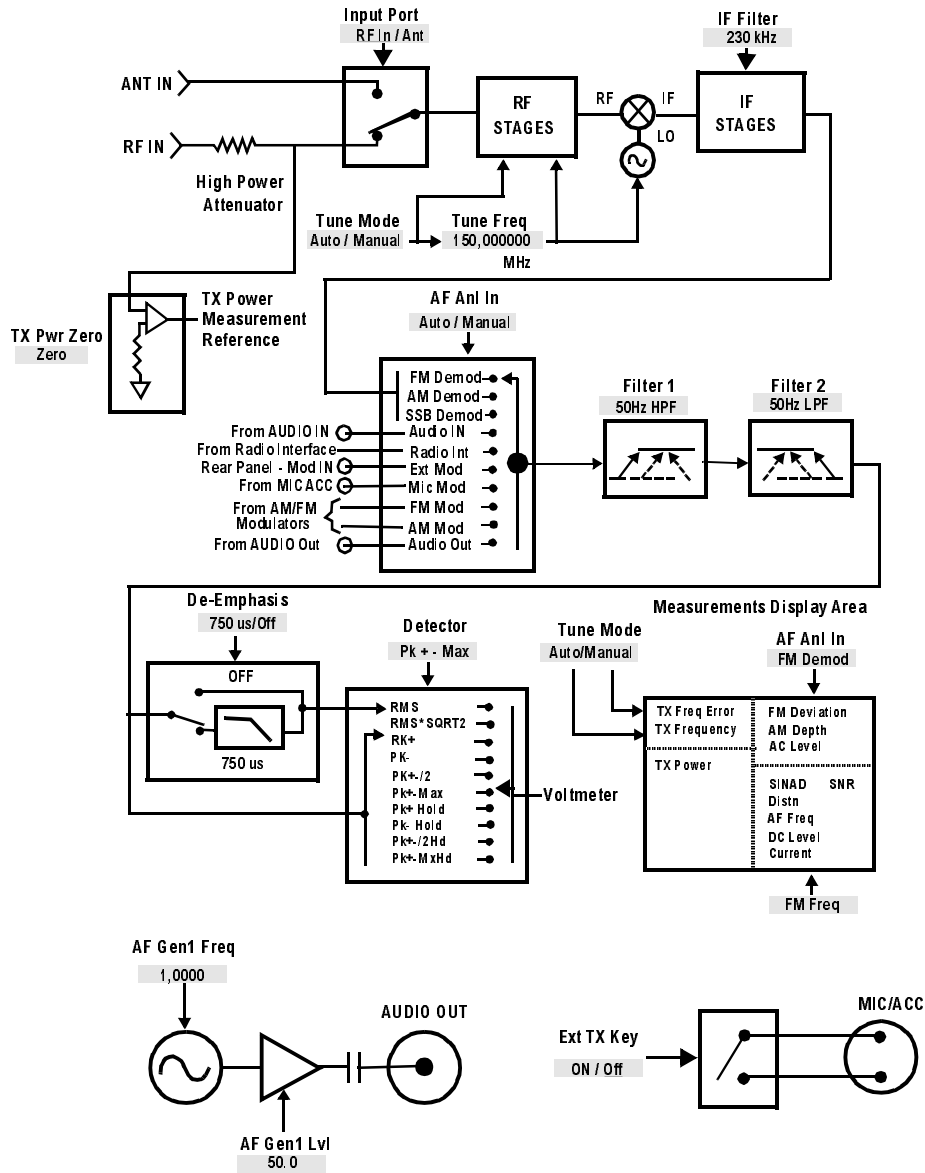 Input Port
RF In / Ant
IF Filter
230 kHz
ANT IN
RF IN
High Power
Attenuator
RF
STAGES
RF
IF
LO
IF
STAGES
Tune Mode
Auto / Manual
Tune Freq
150,000000
MHz
TX Pwr Zero
Zero
TX Power
Measurement
Reference
AF Anl In
Auto / Manual
FM Demod
AM Demod
SSB Demod
From AUDIO IN
Audio IN
From Radio Interface
Radio Int
Rear Panel - Mod IN
Ext Mod
From MIC ACC
Mic Mod
From AM/FM
Modulators
FM Mod
AM Mod
From AUDIO Out
Audio Out
Filter 1
50Hz HPF
Filter 2
50Hz LPF
De-Emphasis
750 us/Off
OFF
750 us
Detector
Pk + - Max
RMS
RMS*SQRT2
RK+
PK-
Pk+-/2
Pk+-Max
Pk+ Hold
Pk- Hold
Pk+-/2Hd
Pk+-MxHd
Voltmeter
Measurements Display Area
Tune Mode
Auto/Manual
AF Anl In
FM Demod
TX Freq Error
TX Frequency
TX Power
FM Deviation
AM Depth
AC Level
SINAD SNR
Distn
AF Freq
DC Level
Current
FM Freq
AF Gen1 Freq
1,0000
AUDIO OUT
AF Gen1 Lvl
50.0
Ext TX Key
ON / Off
MIC/ACC